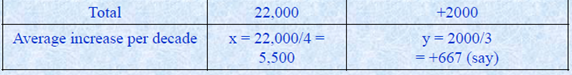 Total 22,000 +2000
Average increase per decade x = 22,000/4 = y = 2000/3
5,500 = +667 (say)